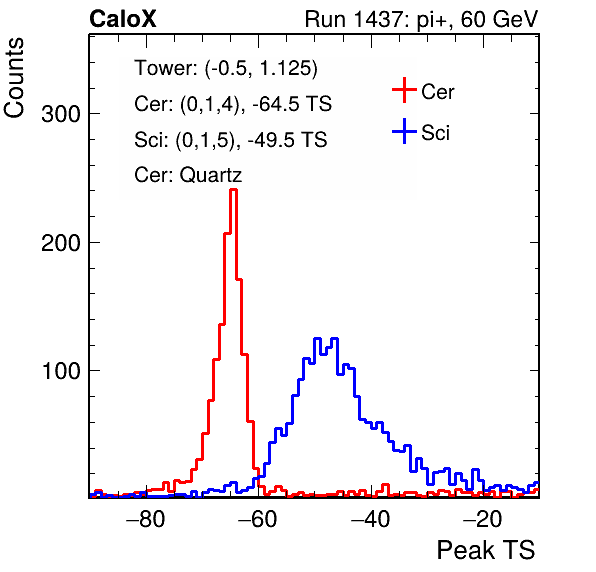 CaloX Run 1437: pi+, 60 GeV
Counts
Tower: (-0.5, 1.125)
Cer: (0,1,4), -64.5 TS
Sci: (0,1,5), -49.5 TS
Cer: Quartz
Cer
Sci
300
200
100
−80 −60 −40 −20
Peak TS